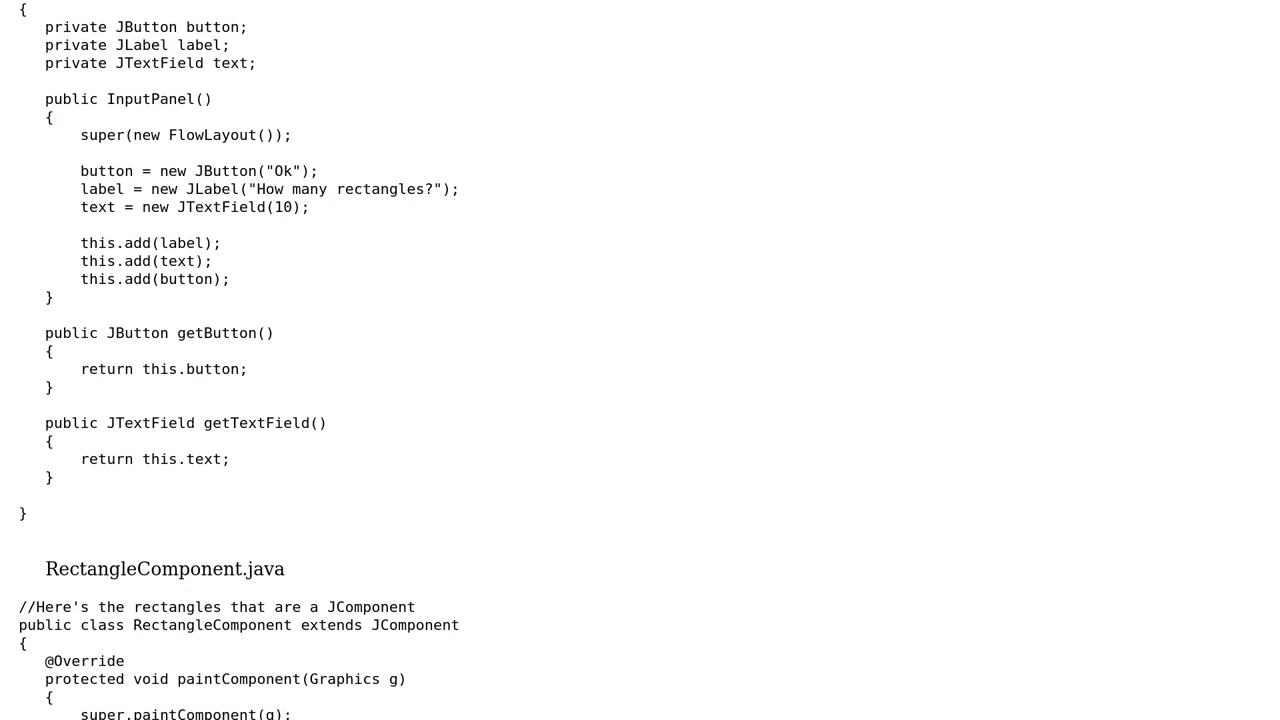 {
   private JButton button;
   private JLabel label;
   private JTextField text;

   public InputPanel()
   {
       super(new FlowLayout());

       button = new JButton("Ok");
       label = new JLabel("How many rectangles?");
       text = new JTextField(10);

       this.add(label);
       this.add(text);
       this.add(button);
   }

   public JButton getButton()
   {
       return this.button;
   }

   public JTextField getTextField()
   {
       return this.text;
   }

}

RectangleComponent.java

//Here's the rectangles that are a JComponent
public class RectangleComponent extends JComponent
{
   @Override
   protected void paintComponent(Graphics g)
   {
       super.paintComponent(g);